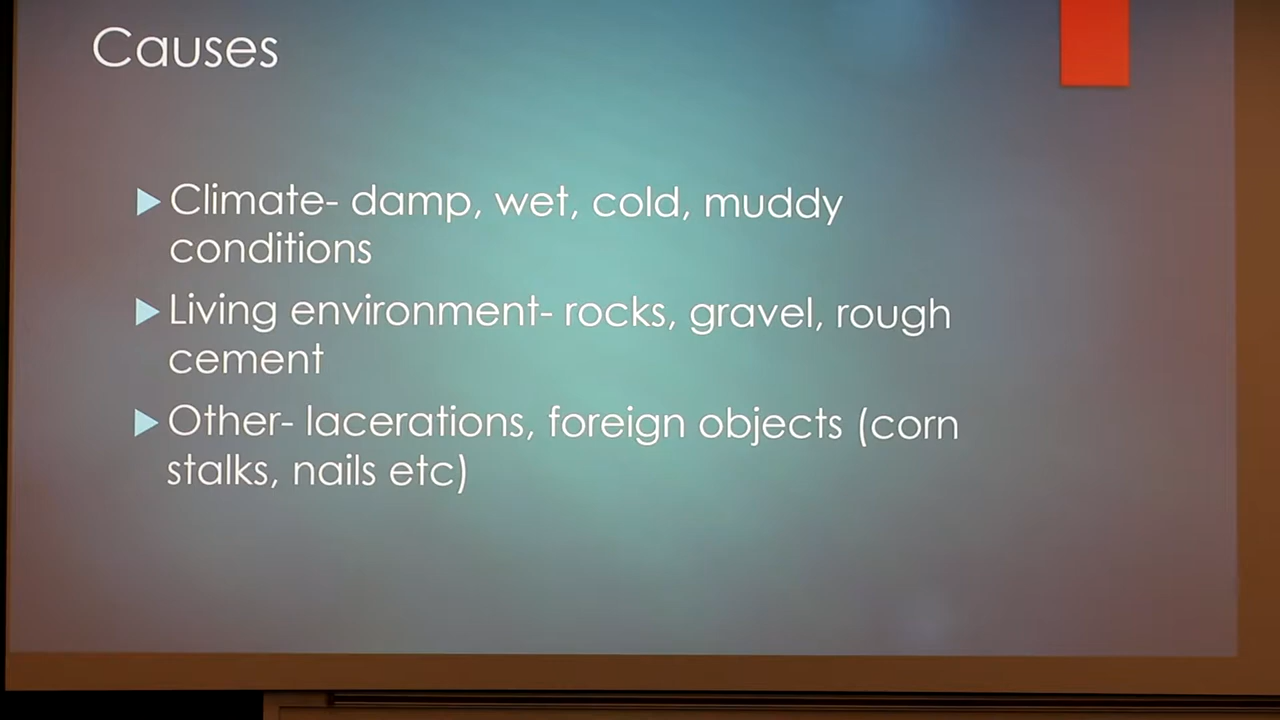 Causes
Climate- damp, wet, cold, muddy
conditions
Living environment- rocks, gravel, rough
cement
Other- lacerations, foreign objects (corn
stalks, nails etc)